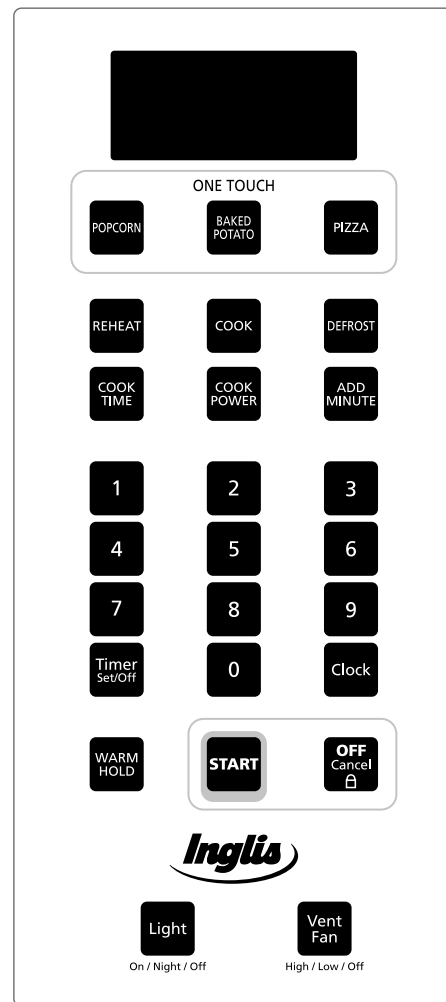 ONE TOUCH
POPCORN
BAKED
POTATO
PIZZA
REHEAT
COOK
DEFROST
COOK
TIME
COOK
POWER
ADD
MINUTE
1
2
3
4
5
6
7
8
9
Timer
Set/Off
0
Clock
WARM
HOLD
START
OFF
Cancel
Inglis
Light
On / Night / Off
Vent
Fan
High / Low / Off